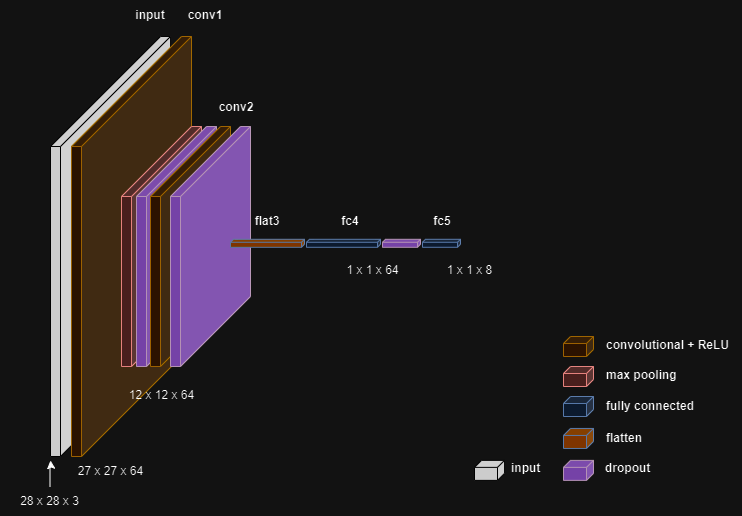 input conv1
conv2
flat3 fc4 fc5
1 x 1 x 64 1 x 1 x 8
convolutional + ReLU
max pooling
12 x 12 x 64
fully connected
flatten
input dropout
27 x 27 x 64
28 x 28 x 3